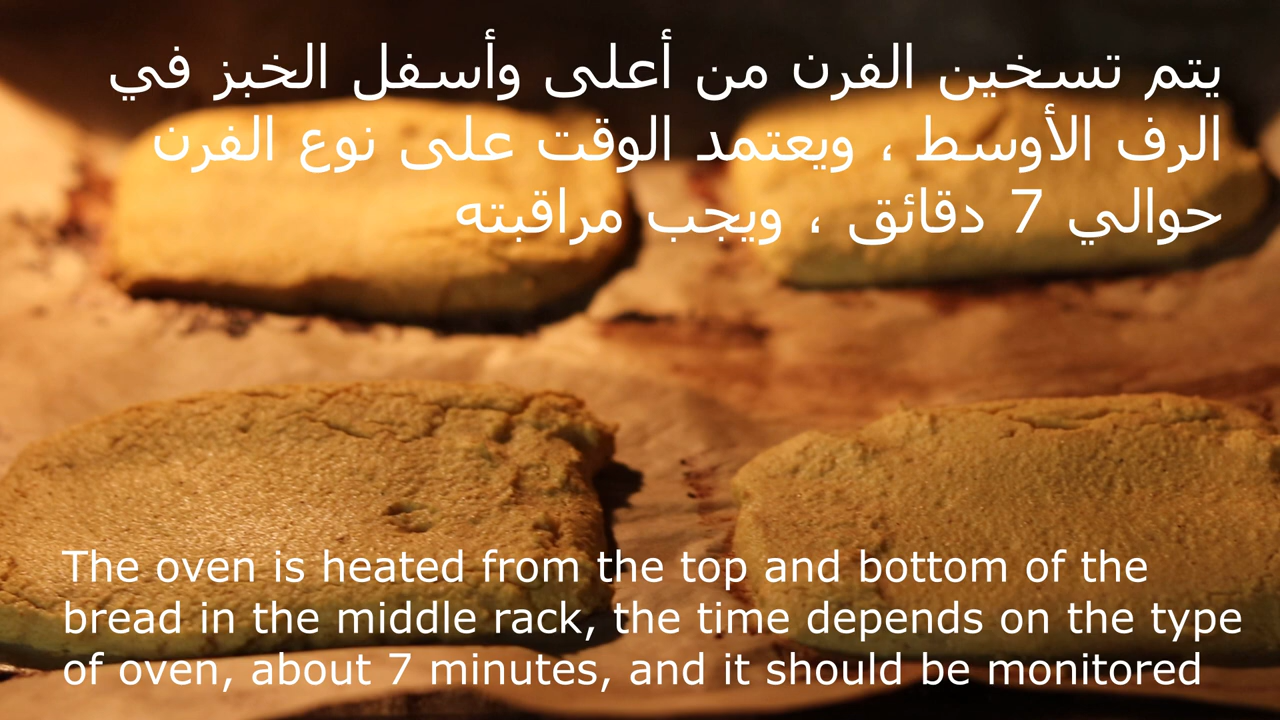 يتم تسخين الفرن من أعلى وأسفل الخبز في
الرف الأوسط ، ويعتمد الوقت على نوع الفرن
حوالي 7 دقائق ، ويجب مراقبته
The oven is heated from the top and bottom of the
bread in the middle rack, the time depends on the type
of oven, about 7 minutes, and it should be monitored